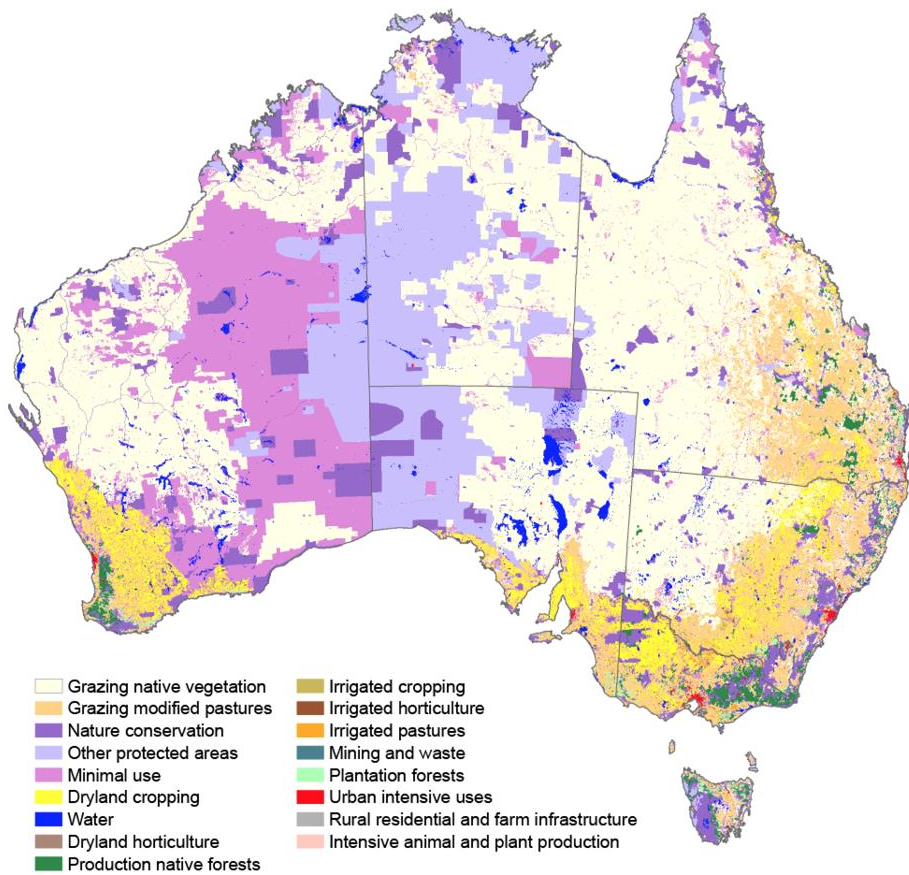 Grazing native vegetation
Grazing modified pastures
Nature conservation
Other protected areas
Minimal use
Dryland cropping
Water
Dryland horticulture
Production native forests
Irrigated cropping
Irrigated horticulture
Irrigated pastures
Mining and waste
Plantation forests
Urban intensive uses
Rural residential and farm infrastructure
Intensive animal and plant production